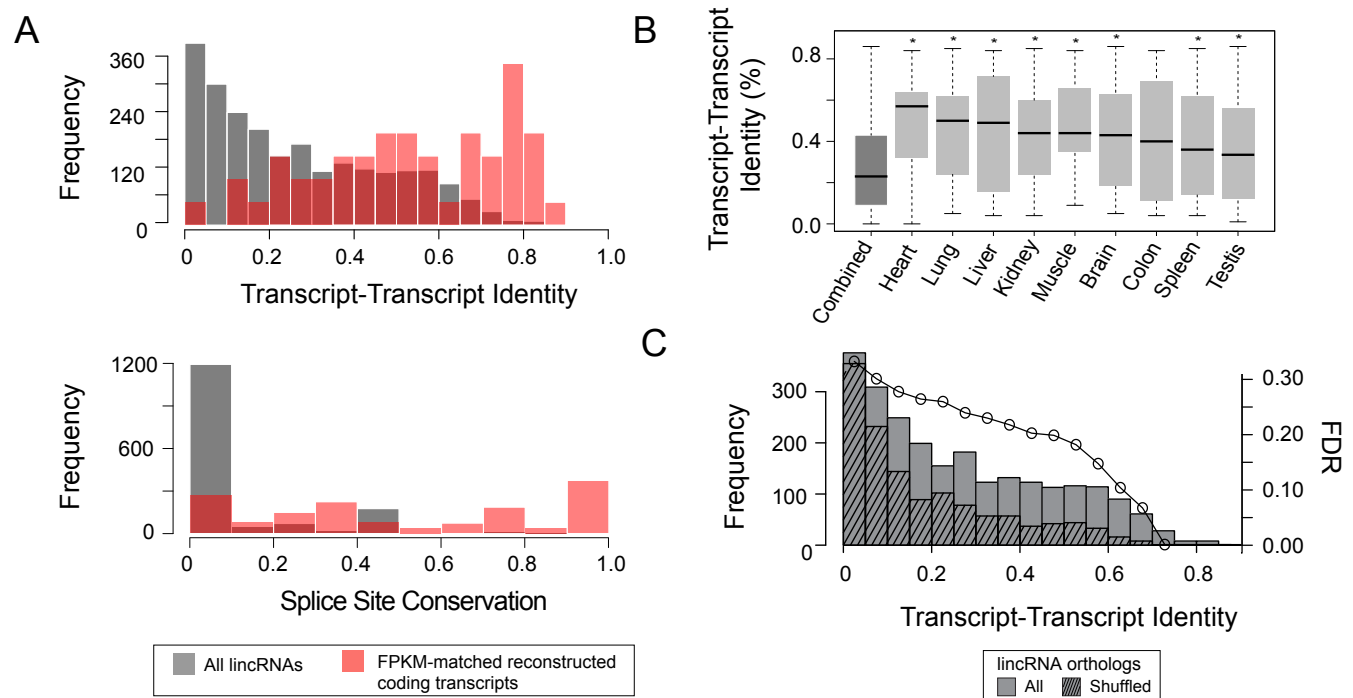 A
360
240
120
0
Frequency
0
0.2
0.4
0.6
0.8
1.0
Transcript-Transcript Identity
1200
600
0
Frequency
0
0.2
0.4
0.6
0.8
1.0
Splice Site Conservation
All lincRNAs
FPKM-matched reconstructed
coding transcripts
B
Transcript-Transcript
Identity (%)
0.8
0.4
0.0
* * * * * * * *
Combined
Heart
Lung
Liver
Kidney
Muscle
Brain
Colon
Spleen
Testis
C
Frequency
300
200
100
0
0
0.2
0.4
0.6
0.8
0.30
0.20
0.10
0.00
FDR
Transcript-Transcript Identity
lincRNA orthologs
All
Shuffled